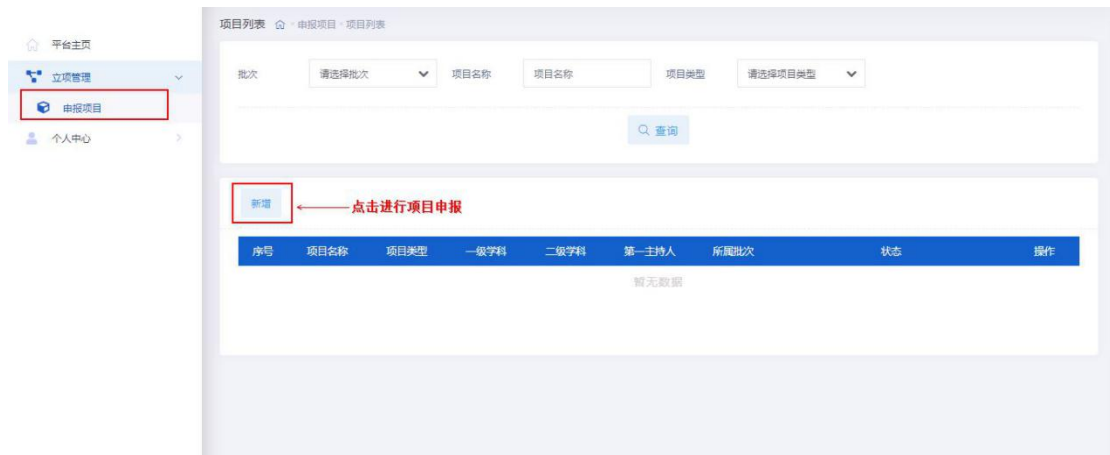 项目列表 申报项目 项目列表
平台主页
立项管理
申报项目
个人中心
批次 请选择批次 项目名称 项目名称 项目类型 请选择项目类型
查询
新增 点击进行项目申报
序号 项目名称 项目类型 一级学科 二级学科 第一主持人 所属批次 状态 操作
暂无数据